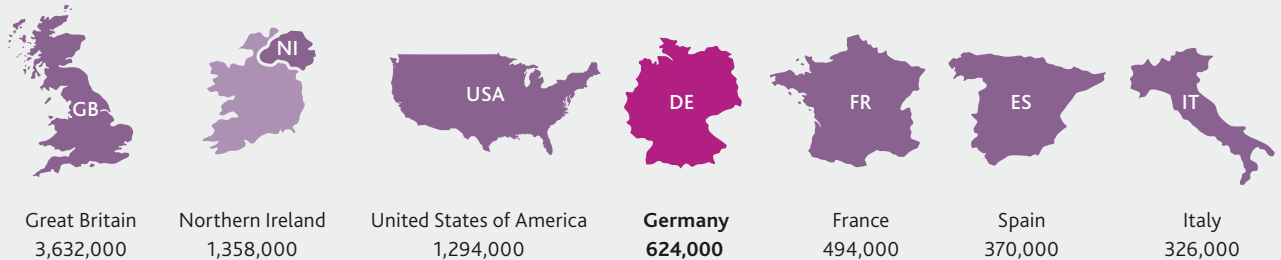 GB
NI
USA
DE
FR
ES
IT
Great Britain
3,632,000
Northern Ireland
1,358,000
United States of America
1,294,000
Germany
624,000
France
494,000
Spain
370,000
Italy
326,000